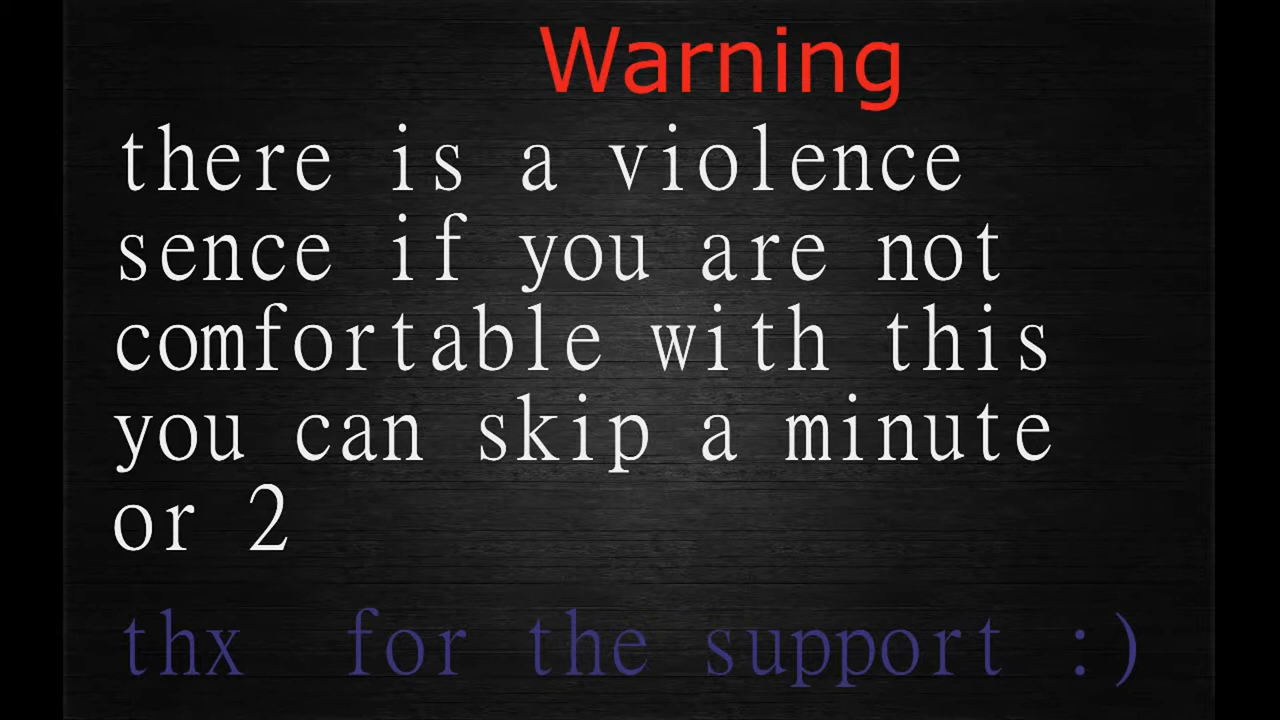 Warning
there is a violence
sence if you are not
comfortable with this
you can skip a minute
or 2
thx for the support :)